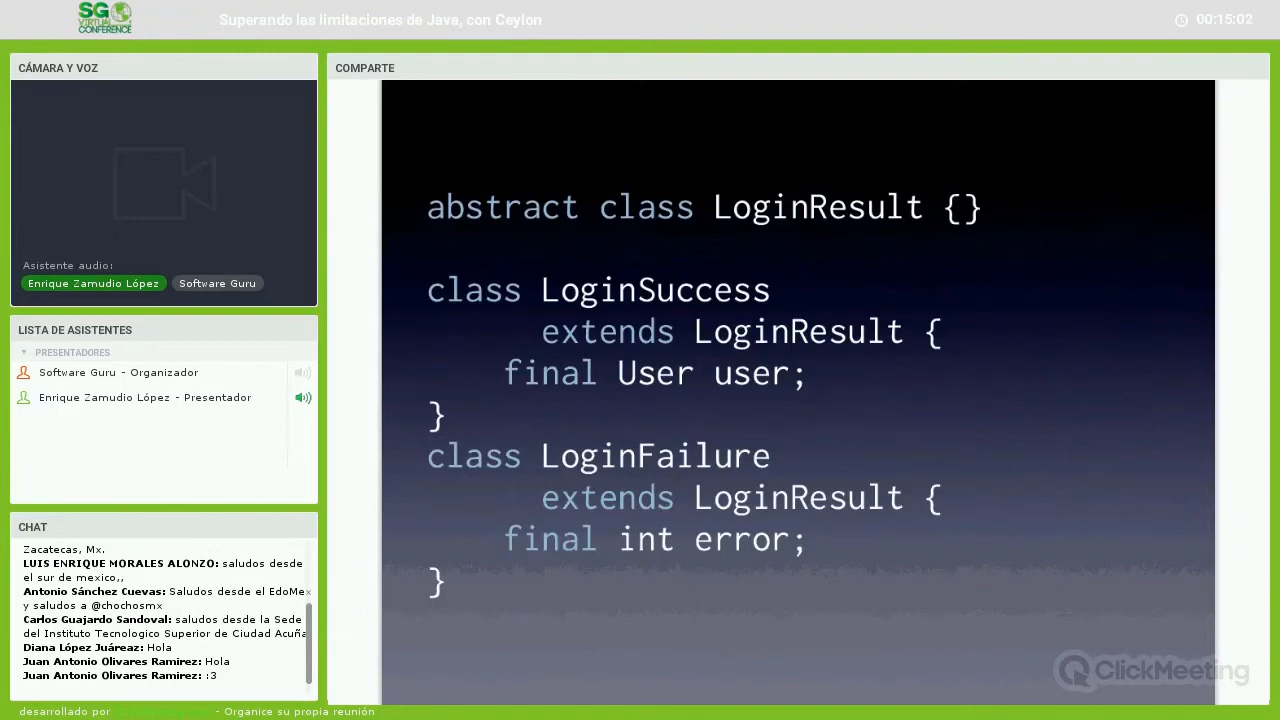 SG
VIRTUAL
CONFERENCE
Superando las limitaciones de Java, con Ceylon
00:15:02
CÁMARA Y VOZ
Asistente audio:
Enrique Zamudio López
Software Guru
LISTA DE ASISTENTES
PRESENTADORES
Software Guru - Organizador
Enrique Zamudio López - Presentador
CHAT
Zacatecas, Mx.
LUIS ENRIQUE MORALES ALONZO: saludos desde
el sur de mexico,,
Antonio Sánchez Cuevas: Saludos desde el EdoMex
y saludos a @chochosmx
Carlos Guajardo Sandoval: saludos desde la Sede
del Instituto Tecnologico Superior de Ciudad Acuña
Diana López Juáreaz: Hola
Juan Antonio Olivares Ramirez: Hola
Juan Antonio Olivares Ramirez: :3
desarrollado por
- Organice su propia reunión
COMPARTE
abstract class LoginResult {}
class LoginSuccess
extends LoginResult {
final User user;
}
class LoginFailure
extends LoginResult {
final int error;
}
ClickMeeting